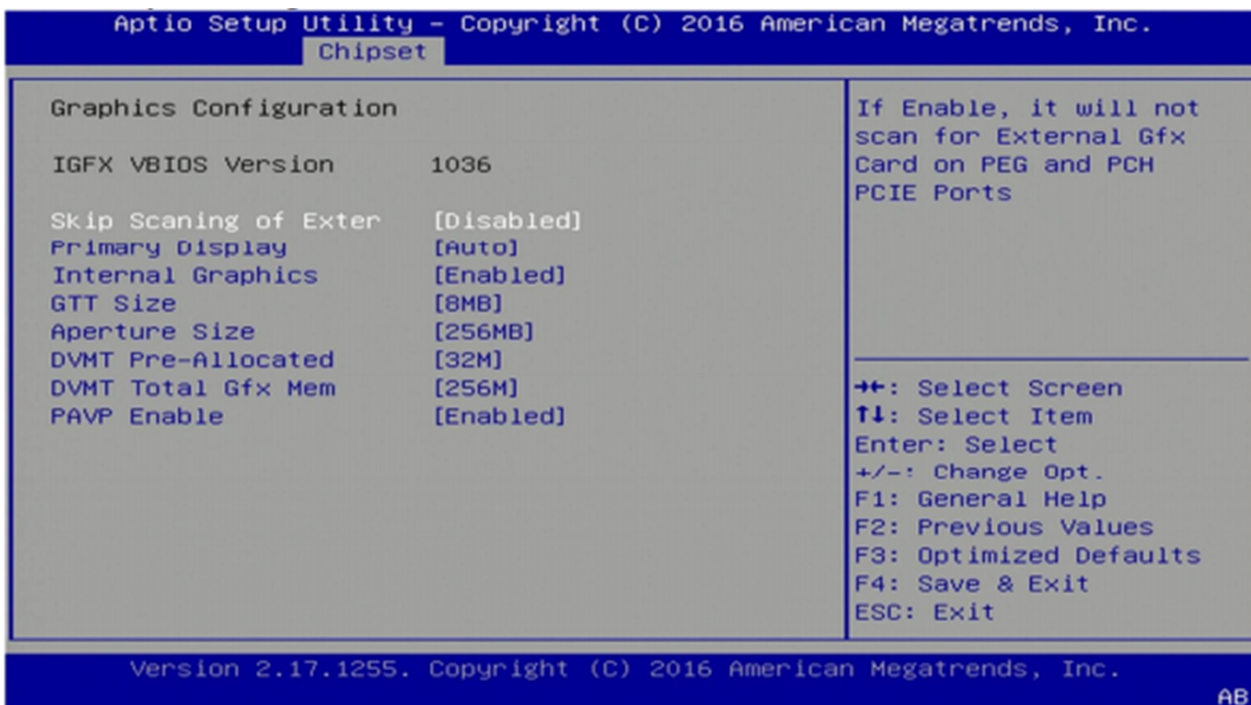 Aptio Setup Utility – Copyright (C) 2016 American Megatrends, Inc.
Chipset
Graphics Configuration
IGFX VBIOS Version 1036
Skip Scaning of Exter [Disabled]
Primary Display [Auto]
Internal Graphics [Enabled]
GTT Size [8MB]
Aperture Size [256MB]
DVMT Pre-Allocated [32M]
DVMT Total Gfx Mem [256M]
PAVP Enable [Enabled]
If Enable, it will not
scan for External Gfx
Card on PEG and PCH
PCIE Ports
→←: Select Screen
↑↓: Select Item
Enter: Select
+/-: Change Opt.
F1: General Help
F2: Previous Values
F3: Optimized Defaults
F4: Save & Exit
ESC: Exit
Version 2.17.1255. Copyright (C) 2016 American Megatrends, Inc.
AB